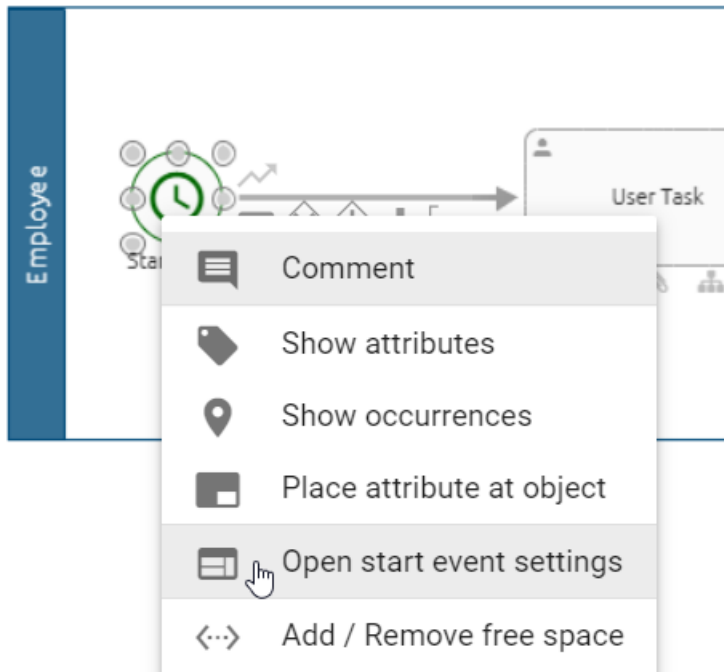 Employee
User Task
Comment
Show attributes
Show occurrences
Place attribute at object
Open start event settings
Add / Remove free space